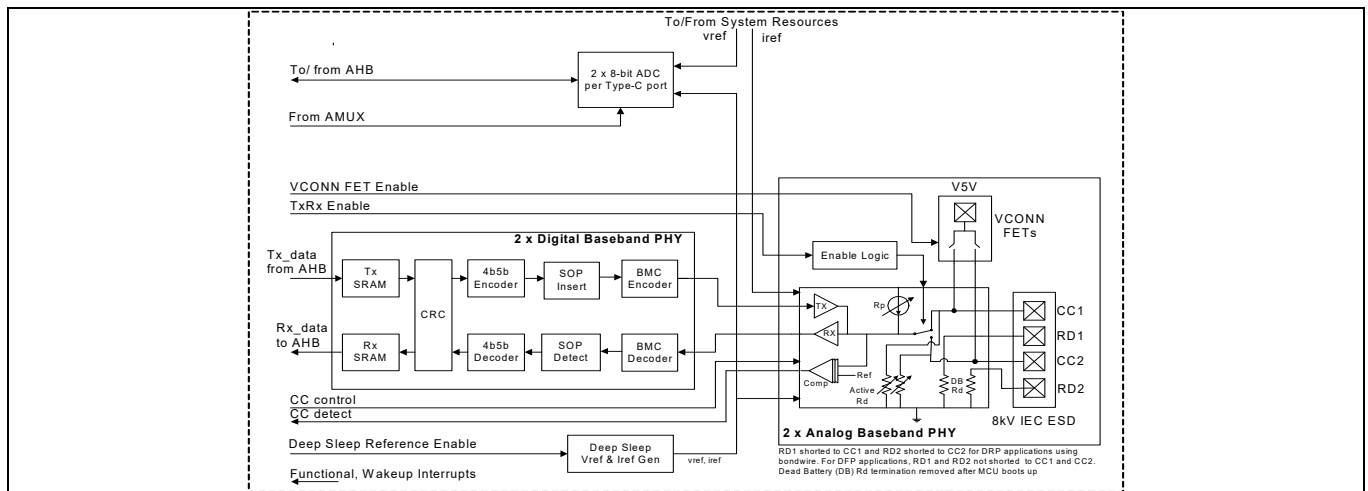 To/From System Resources
vref
iref
To/ from AHB
2 x 8-bit ADC
per Type-C port
From AMUX
VCONN FET Enable
TxRx Enable
V5V
VCONN
FETs
2 x Digital Baseband PHY
Enable Logic
Tx_data
from AHB
Tx
SRAM
CRC
4b5b
Encoder
SOP
Insert
BMC
Encoder
TX
Rp
CC1
Rx_data
to AHB
Rx
SRAM
4b5b
Decoder
SOP
Detect
BMC
Decoder
RX
RD1
CC2
RD2
Comp
Ref
Active
Rd
DB
Rd
CC control
CC detect
8kV IEC ESD
2 x Analog Baseband PHY
Deep Sleep Reference Enable
Deep Sleep
Vref & Iref Gen
vref, iref
Functional, Wakeup Interrupts
RD1 shorted to CC1 and RD2 shorted to CC2 for DRP applications using
bondwire. For DFP applications, RD1 and RD2 not shorted to CC1 and CC2.
Dead Battery (DB) Rd termination removed after MCU boots up